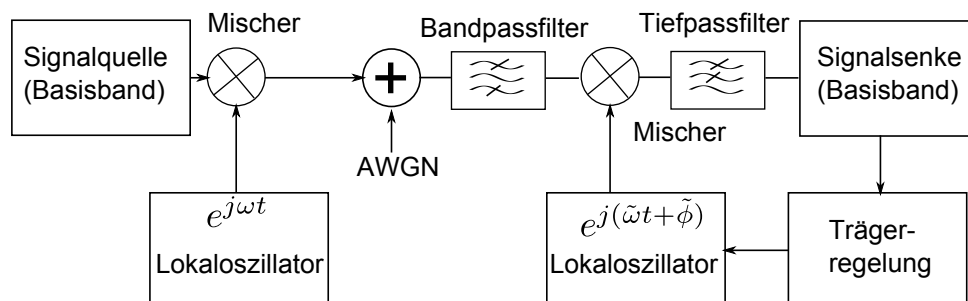 Mischer
Bandpassfilter
Tiefpassfilter
Signalquelle
(Basisband)
Signalsenke
(Basisband)
Mischer
AWGN
e^{jωt}
Lokaloszillator
e^{j(ω̃t+ϕ̃)}
Lokaloszillator
Träger-
regelung